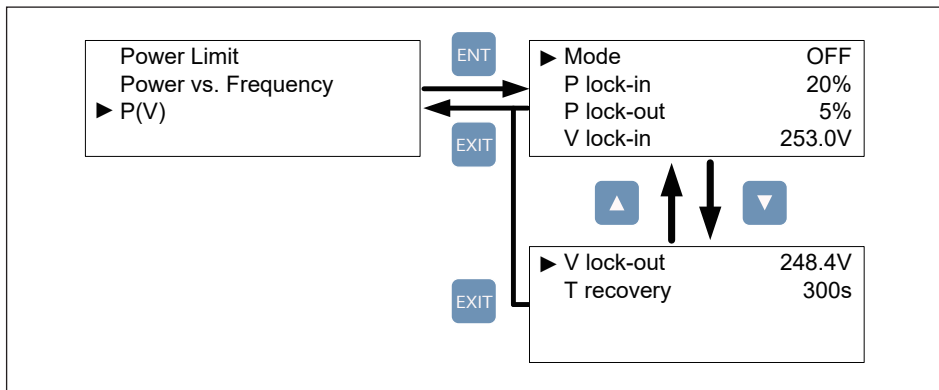 Power Limit
Power vs. Frequency
▶ P(V)
ENT
EXIT
▶ Mode OFF
P lock-in 20%
P lock-out 5%
V lock-in 253.0V
▲ ▼
▶ V lock-out 248.4V
T recovery 300s
EXIT